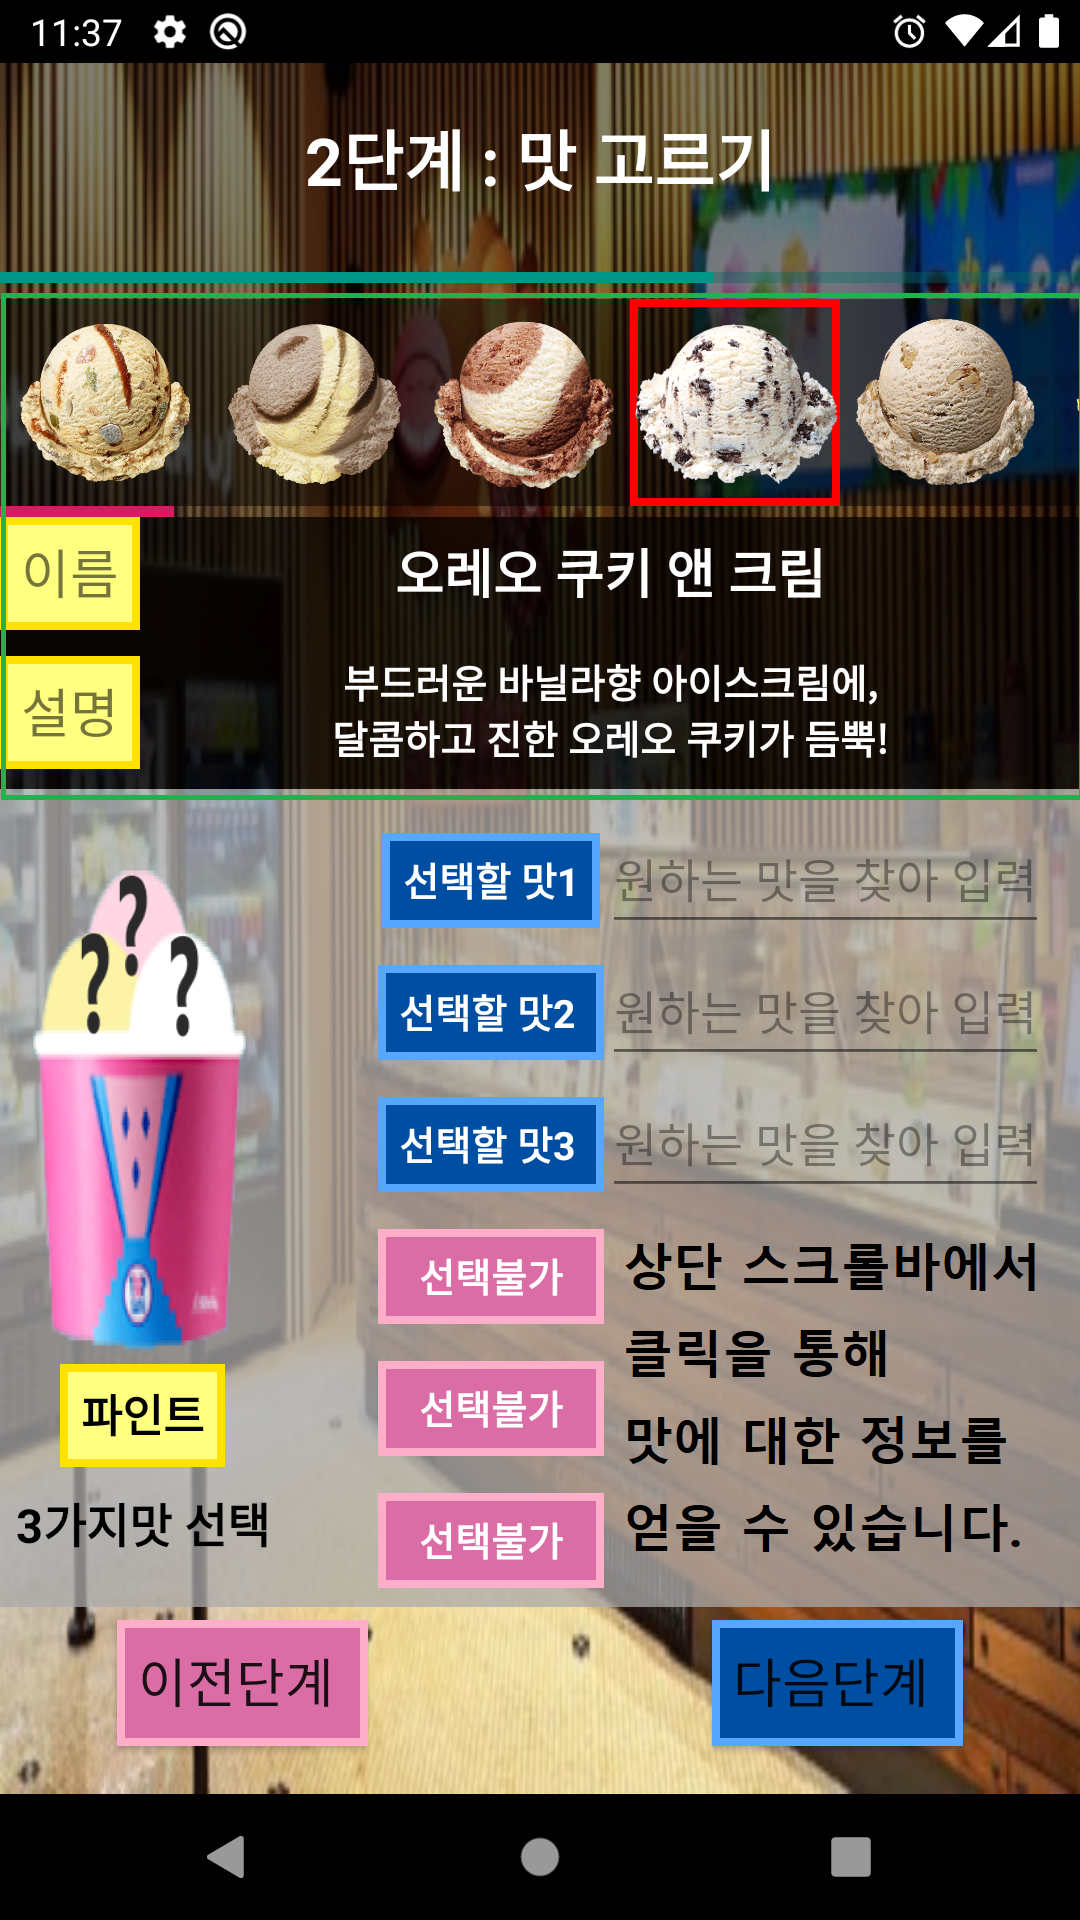 11:37
2단계 : 맛 고르기
이름
오레오 쿠키 앤 크림
설명
부드러운 바닐라향 아이스크림에,
달콤하고 진한 오레오 쿠키가 듬뿍!
선택할 맛1
원하는 맛을 찾아 입력
선택할 맛2
원하는 맛을 찾아 입력
선택할 맛3
원하는 맛을 찾아 입력
? ? ?
선택불가
선택불가
선택불가
상단 스크롤바에서
클릭을 통해
맛에 대한 정보를
얻을 수 있습니다.
파인트
3가지맛 선택
이전단계
다음단계